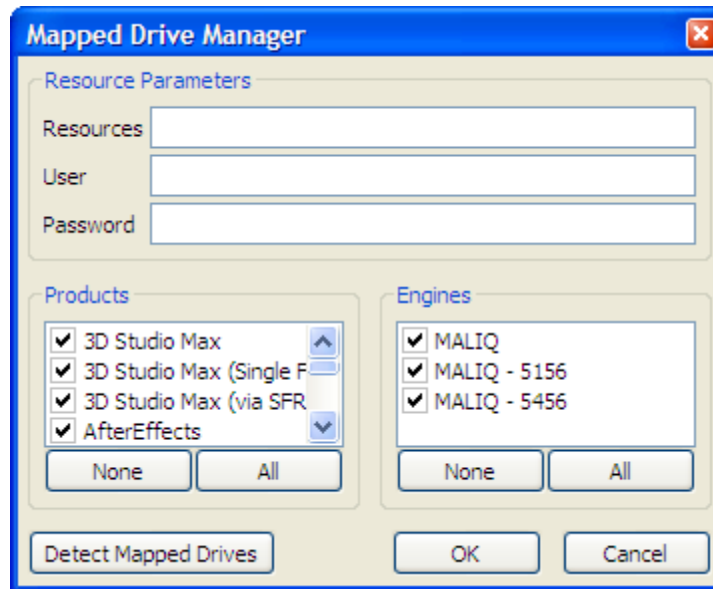 Mapped Drive Manager
Resource Parameters
Resources
User
Password
Products
3D Studio Max
3D Studio Max (Single F
3D Studio Max (via SFR
AfterEffects
None All
Engines
MALIQ
MALIQ - 5156
MALIQ - 5456
None All
Detect Mapped Drives OK Cancel